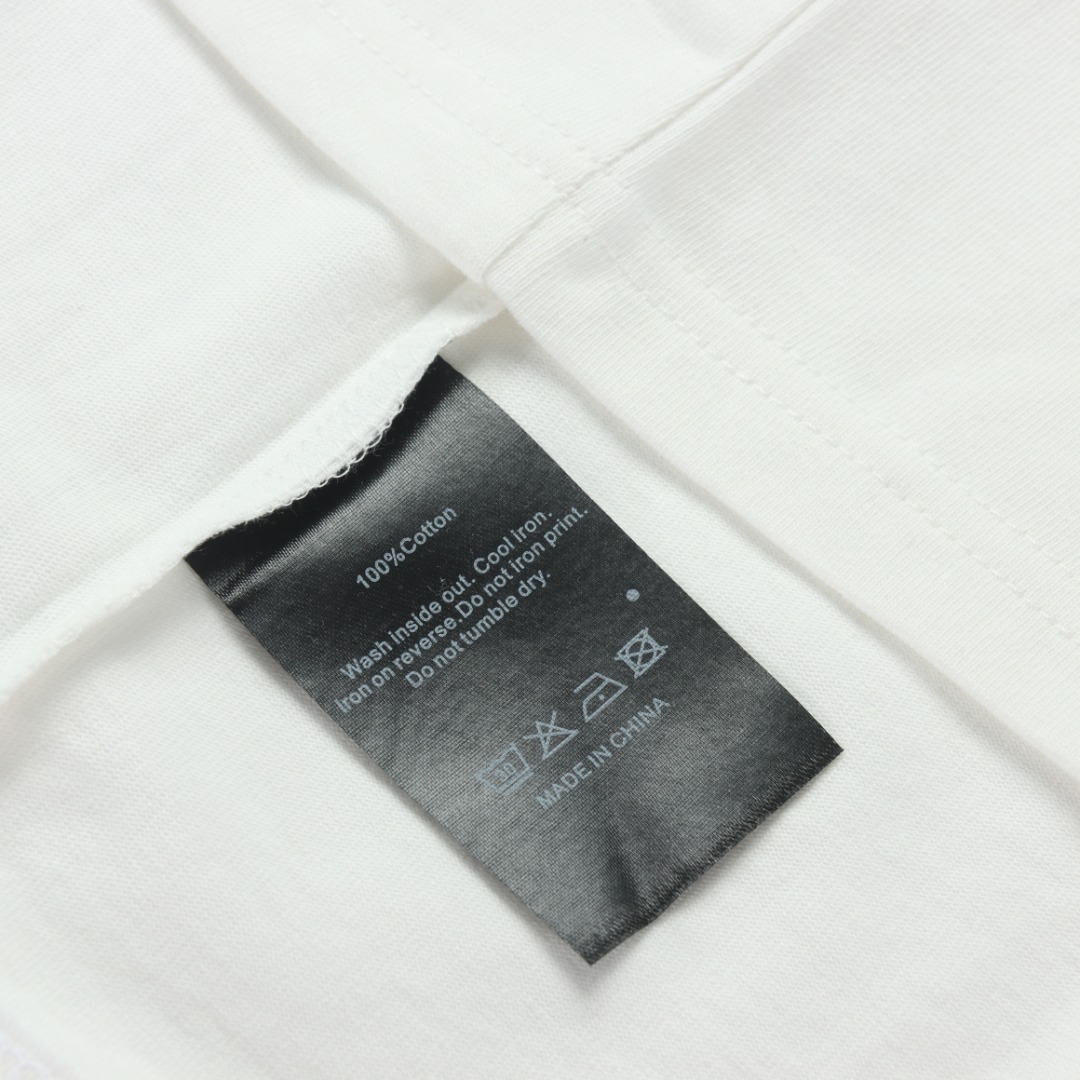 100%Cotton
Wash inside out. Cool iron.
Iron on reverse.Do not iron print.
Do not tumble dry.
30
MADE IN CHINA